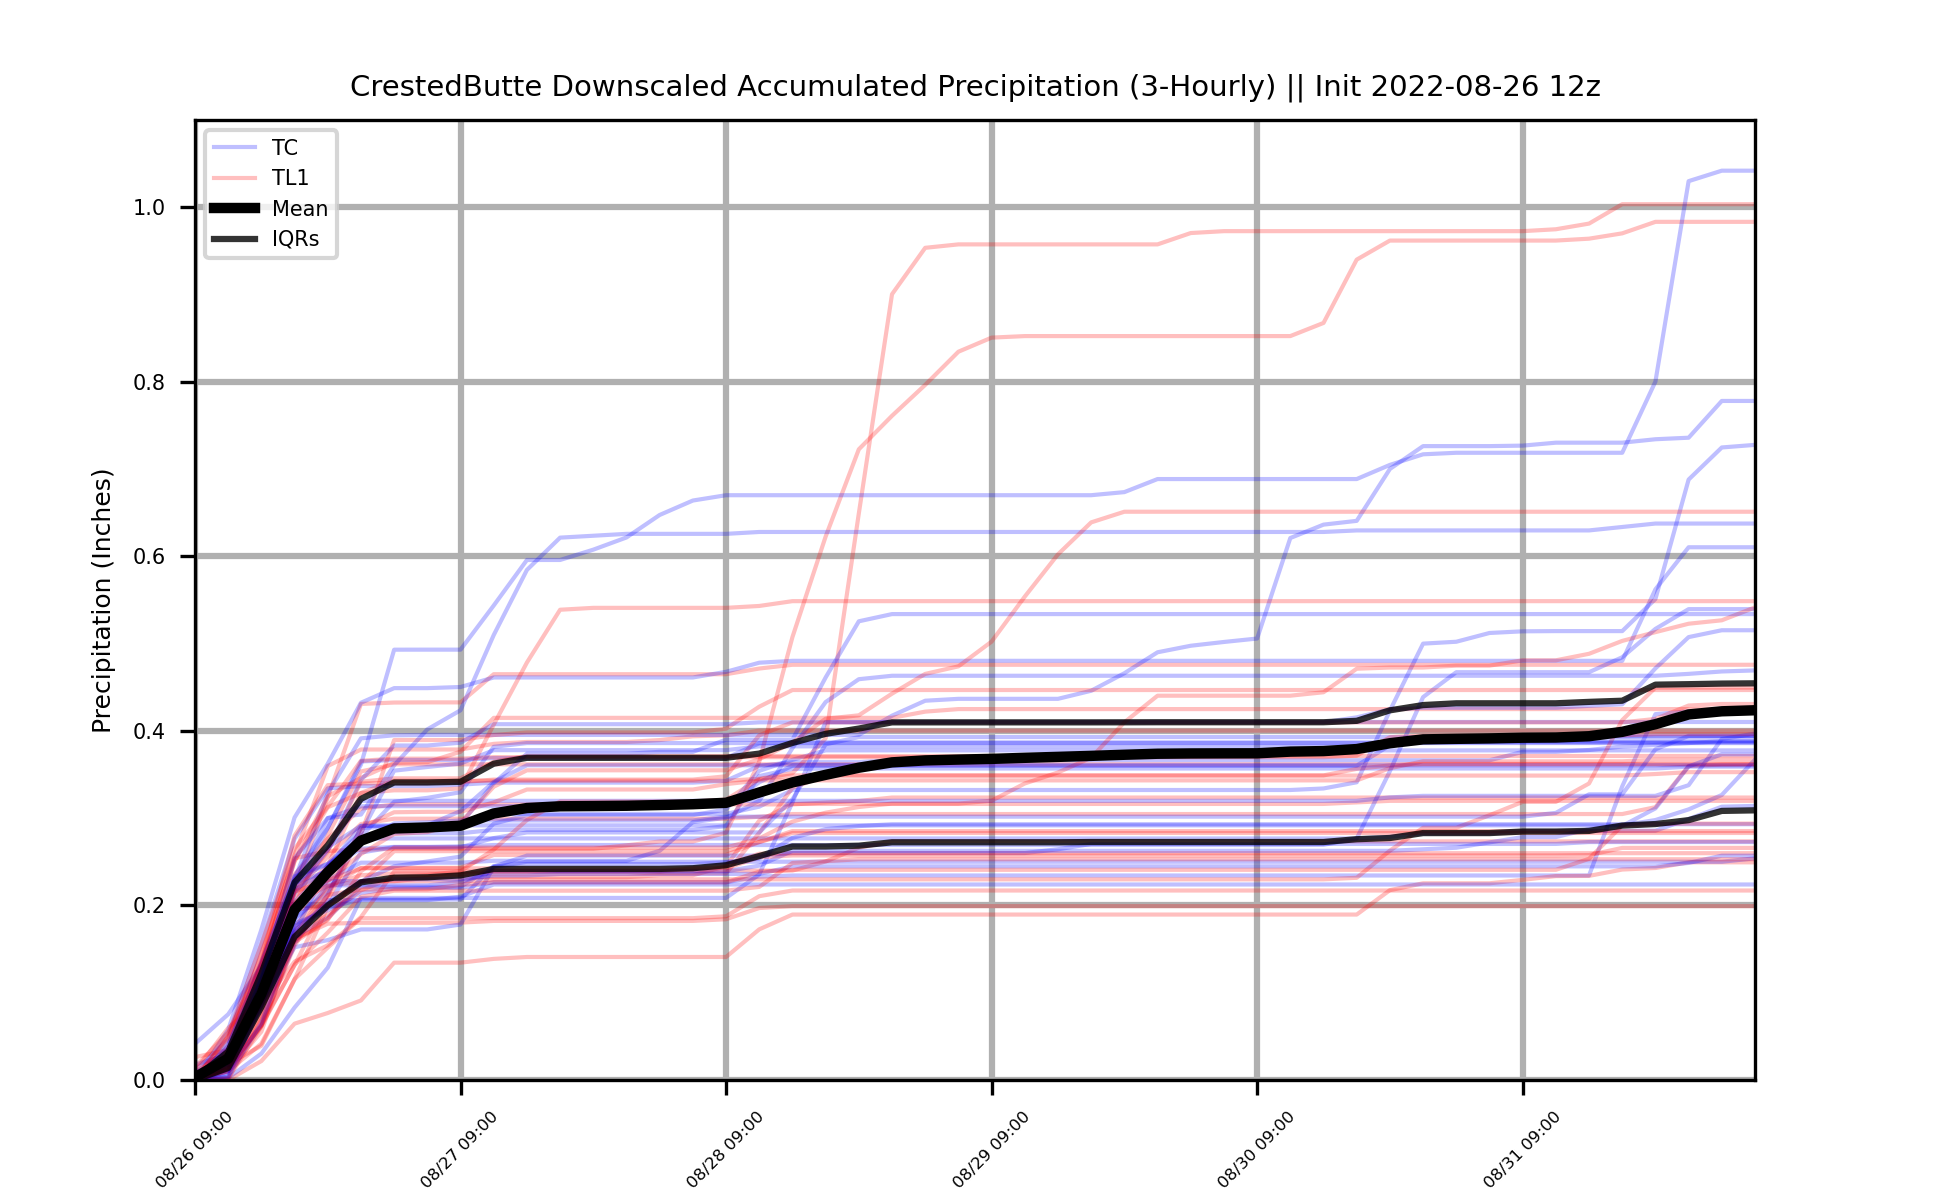 CrestedButte Downscaled Accumulated Precipitation (3-Hourly) || Init 2022-08-26 12z
TC
TL1
Mean
IQRs
Precipitation (Inches)
1.0
0.8
0.6
0.4
0.2
0.0
08/26 09:00
08/27 09:00
08/28 09:00
08/29 09:00
08/30 09:00
08/31 09:00